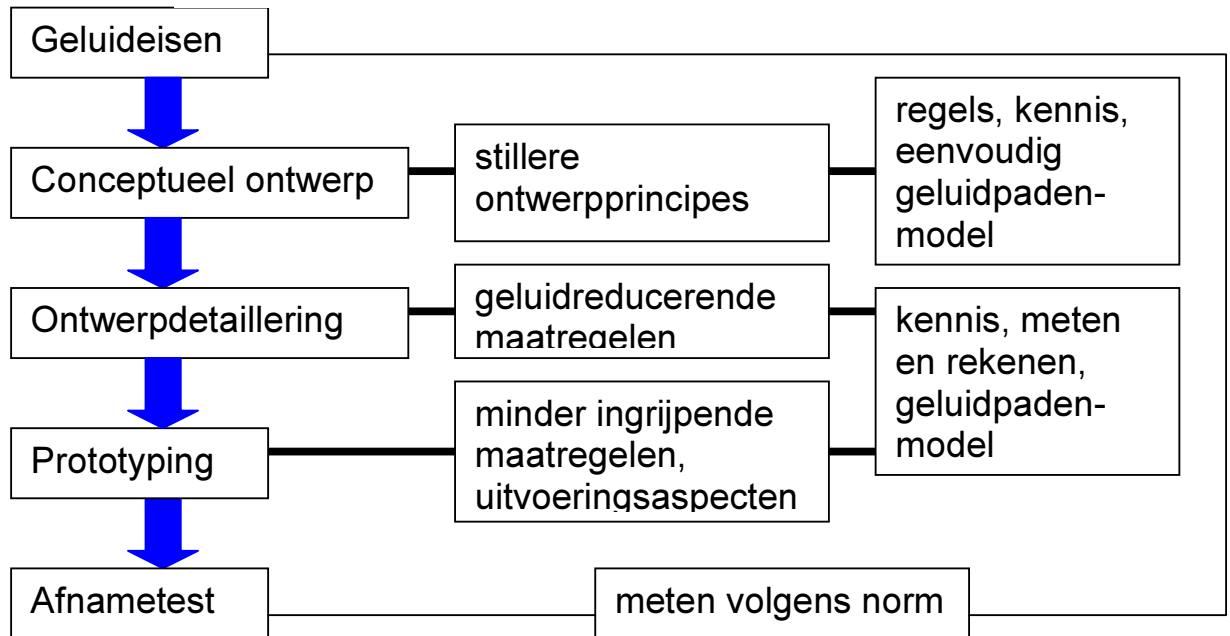 Geluideisen
Conceptueel ontwerp
stillere
ontwerpprincipes
regels, kennis,
eenvoudig
geluidpaden-
model
Ontwerpdetaillering
geluidreducerende
maatregelen
kennis, meten
en rekenen,
geluidpaden-
model
Prototyping
minder ingrijpende
maatregelen,
uitvoeringsaspecten
Afnametest
meten volgens norm